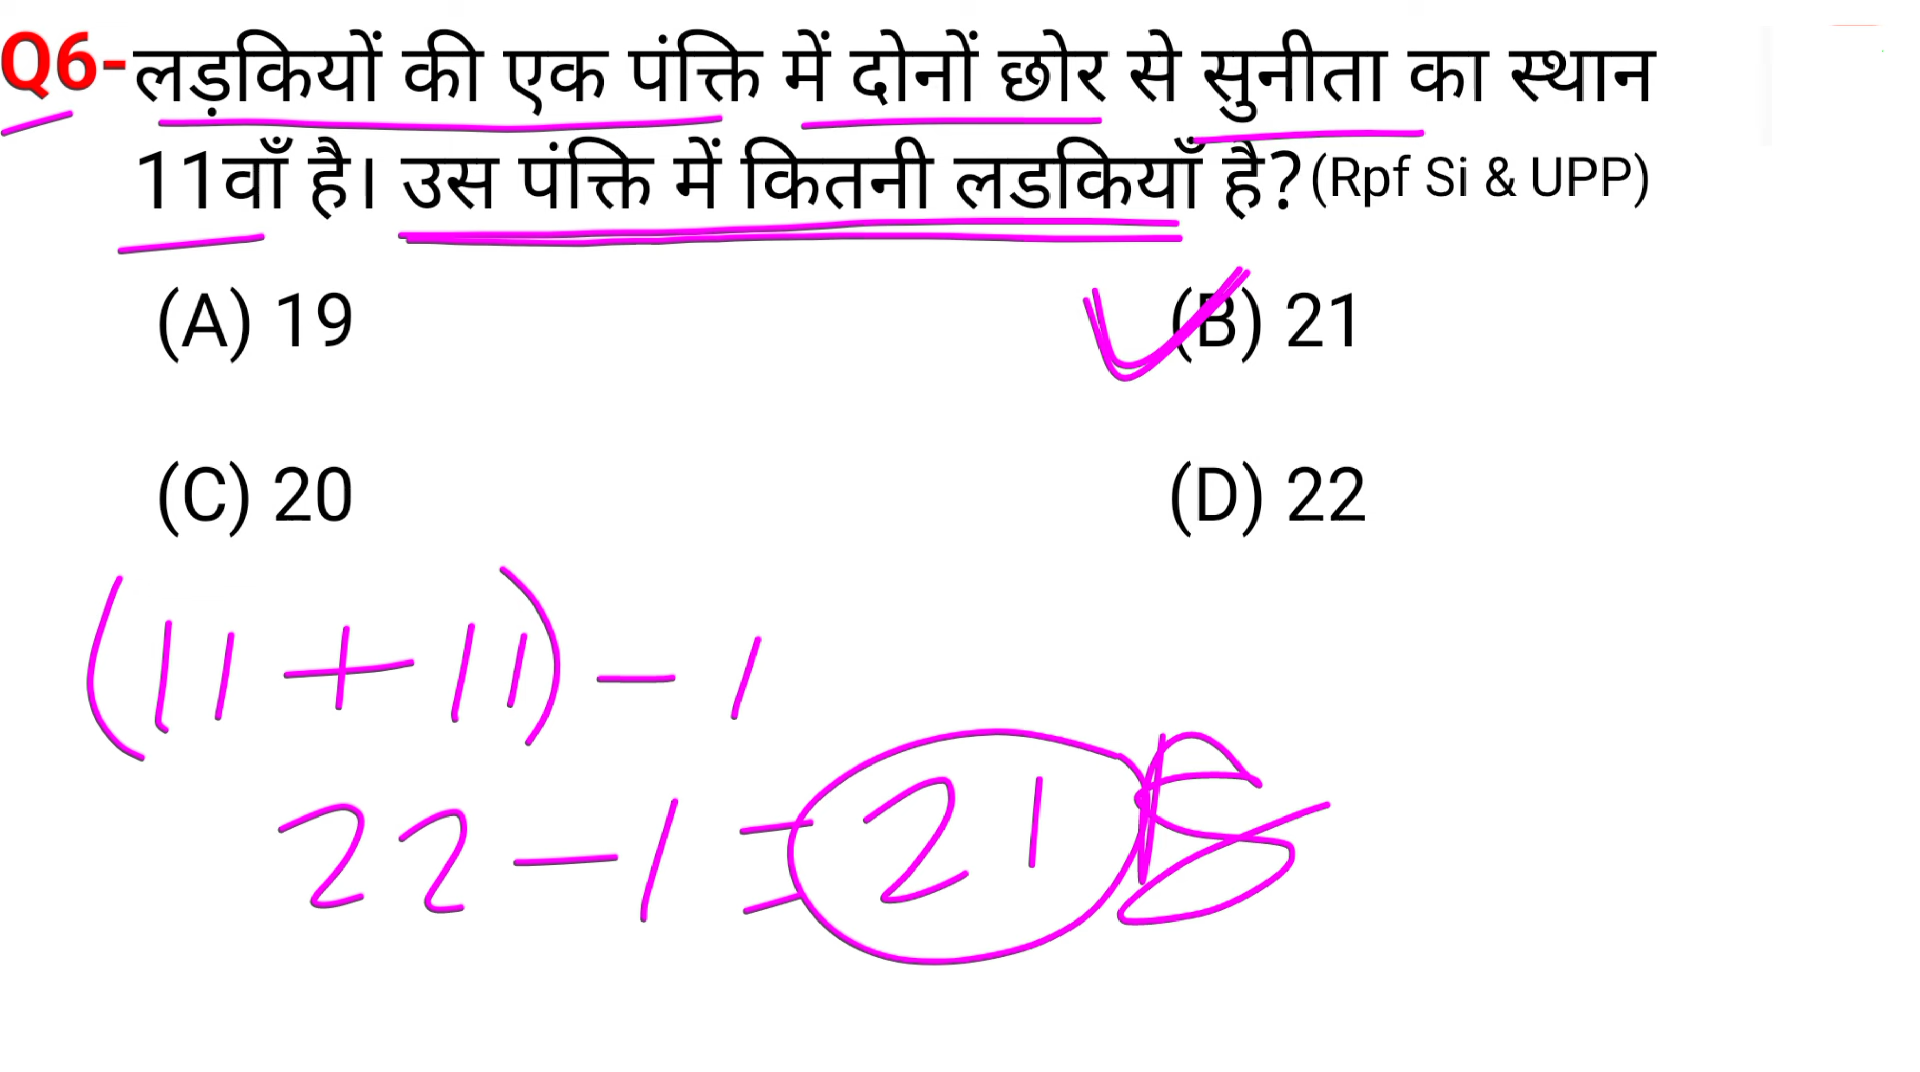 Q6-लड़कियों की एक पंक्ति में दोनों छोर से सुनीता का स्थान
11वाँ है। उस पंक्ति में कितनी लडकियाँ है?(Rpf Si & UPP)
(A) 19 (B) 21
(C) 20 (D) 22
(11+11)-1
22-1=21